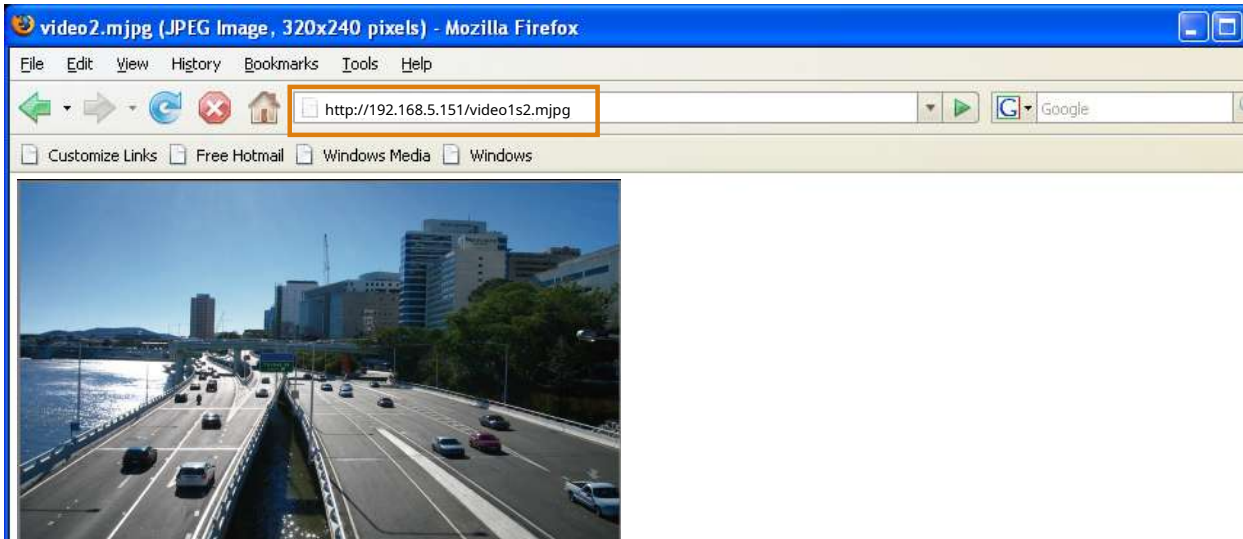 video2.mjpg (JPEG Image, 320x240 pixels) - Mozilla Firefox
File Edit View History Bookmarks Tools Help
http://192.168.5.151/video1s2.mjpg G Google
Customize Links Free Hotmail Windows Media Windows